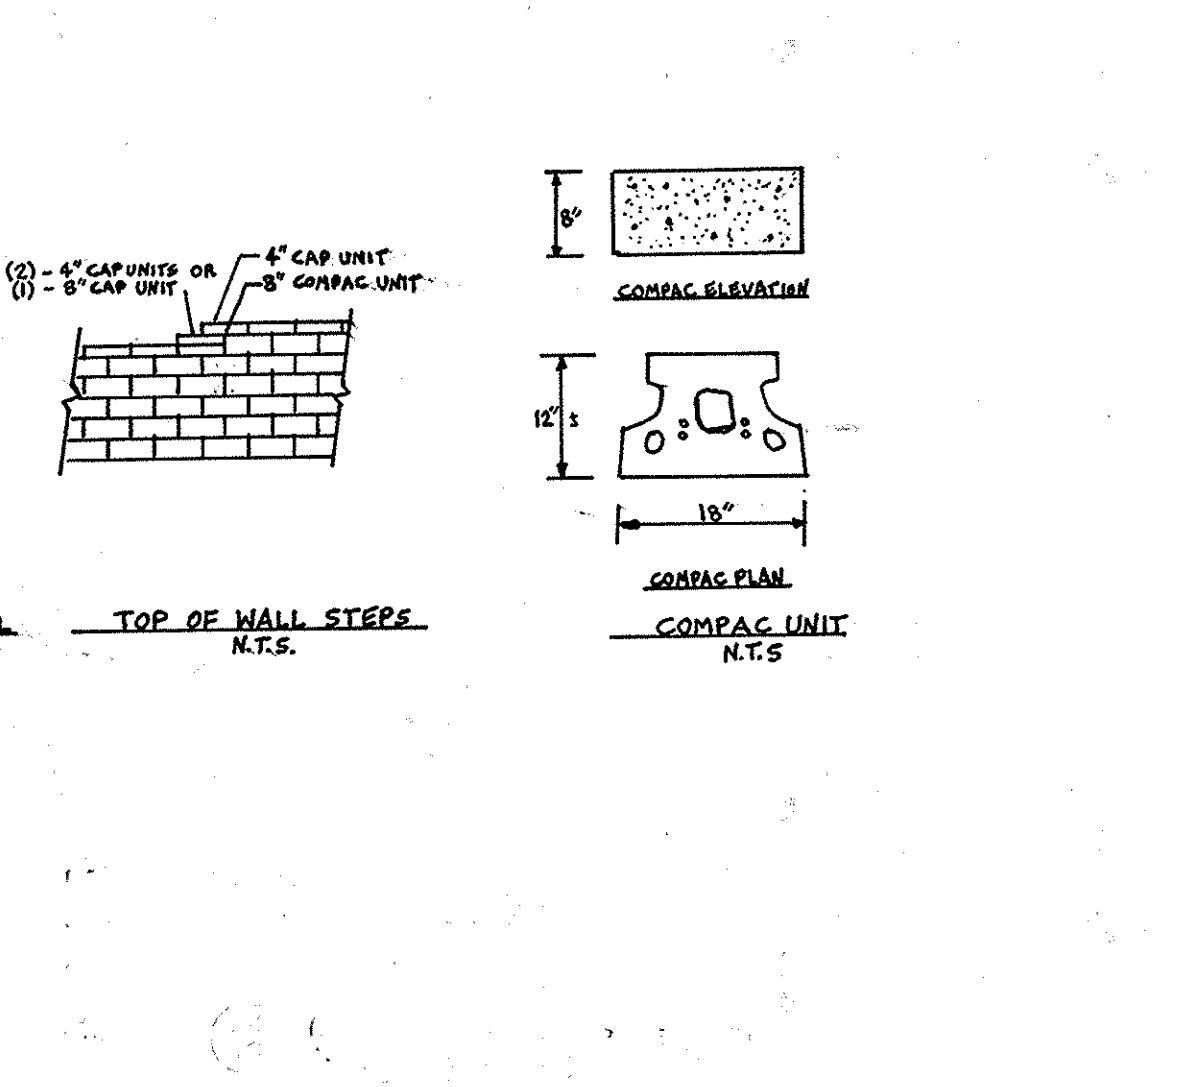 (2) - 4" CAP UNITS OR
(1) - 8" CAP UNIT
4" CAP UNIT
8" COMPAC UNIT
TOP OF WALL STEPS
N.T.S.
8"
COMPAC ELEVATION
12" ±
18"
COMPAC PLAN
COMPAC UNIT
N.T.S